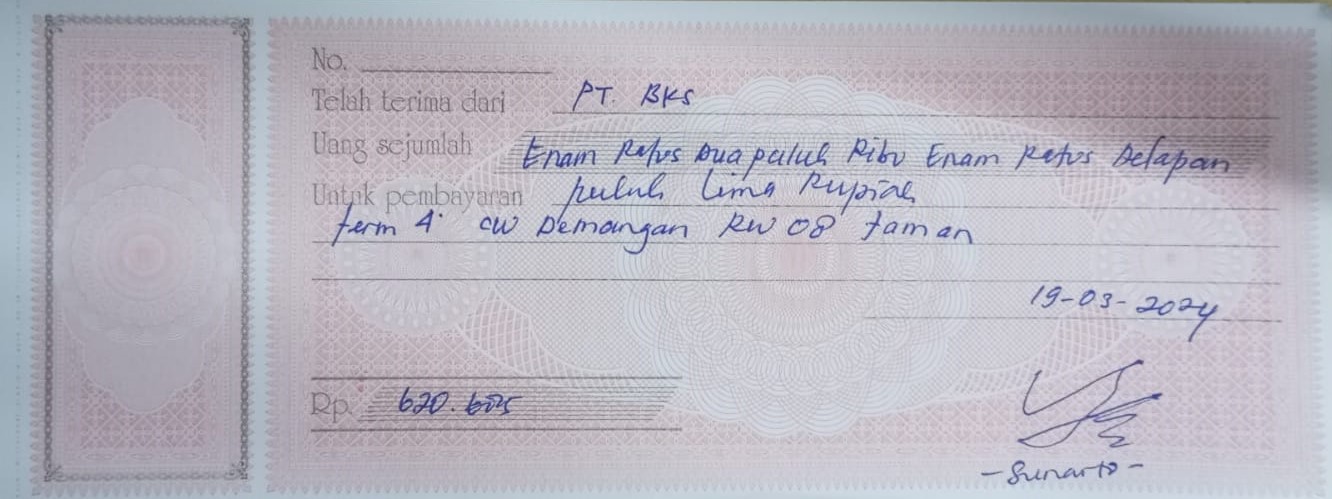 No.
Telah terima dari PT. BKS
Uang sejumlah Enam Ratus Dua puluh Ribu Enam Ratus Delapan
Untuk pembayaran puluh Lima Rupiah
term 4 CW Demangan RW 08 taman
19-03-2024
Rp. 620.685
- Sunarto -